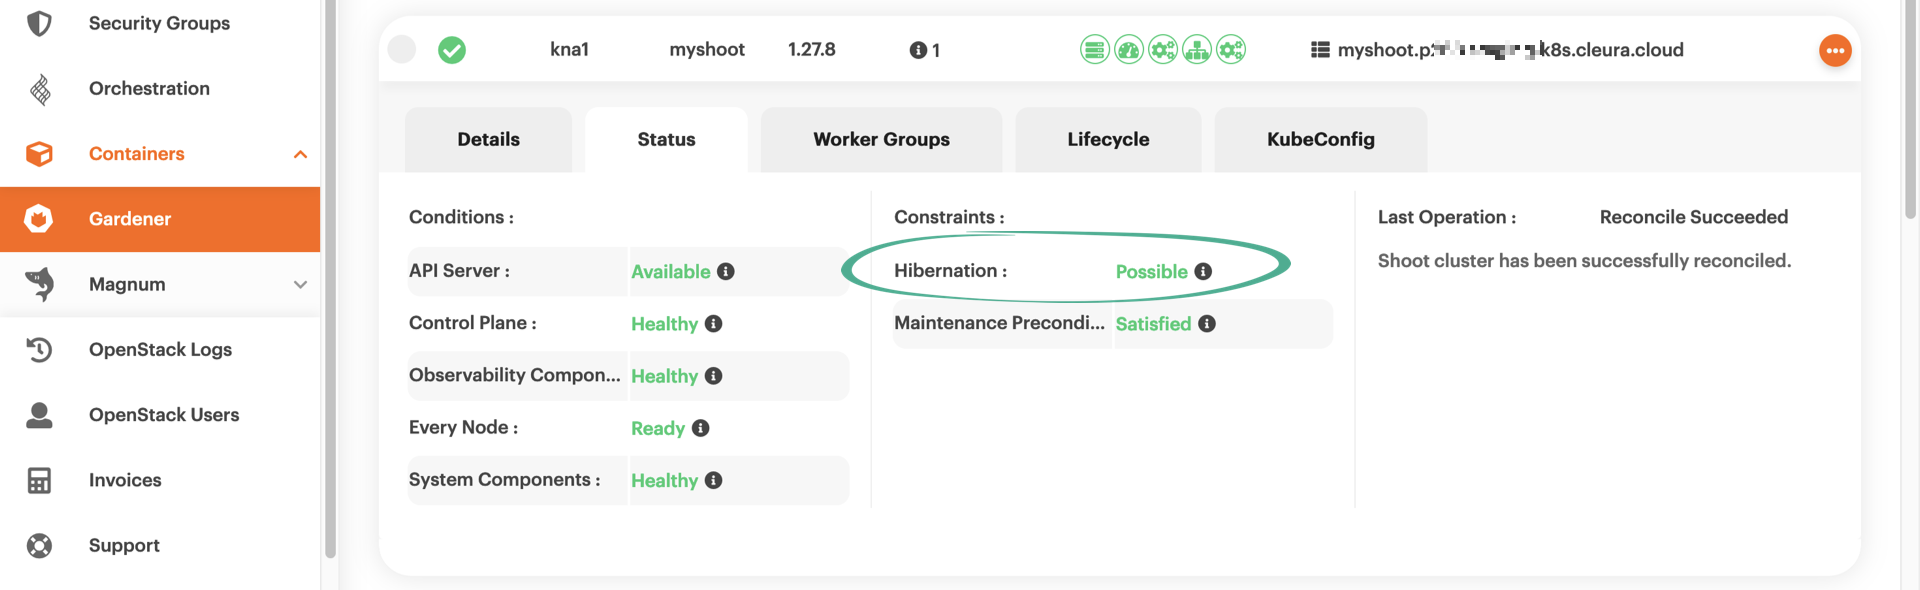 Security Groups
Orchestration
Containers
Gardener
Magnum
OpenStack Logs
OpenStack Users
Invoices
Support
kna1 myshoot 1.27.8 1 myshoot.p k8s.cleura.cloud
Details Status Worker Groups Lifecycle KubeConfig
Conditions :
API Server : Available
Control Plane : Healthy
Observability Compon... Healthy
Every Node : Ready
System Components : Healthy
Constraints :
Hibernation : Possible
Maintenance Precondi... Satisfied
Last Operation : Reconcile Succeeded
Shoot cluster has been successfully reconciled.